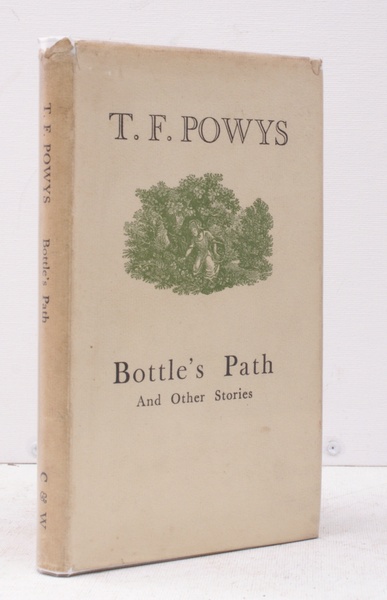 T. F. POWYS
Bottle's Path
And Other Stories
T. F. POWYS
Bottle's Path
C & W